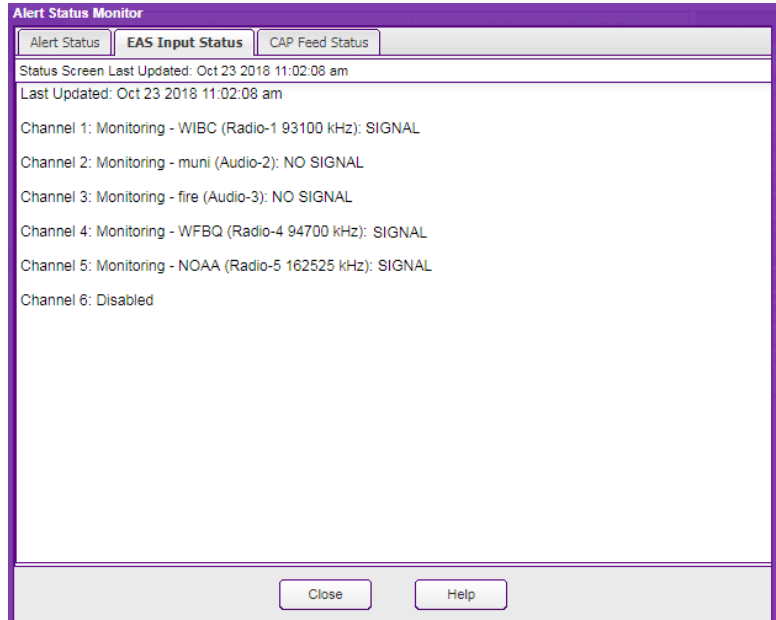 Alert Status Monitor
Alert Status EAS Input Status CAP Feed Status
Status Screen Last Updated: Oct 23 2018 11:02:08 am
Last Updated: Oct 23 2018 11:02:08 am
Channel 1: Monitoring - WIBC (Radio-1 93100 kHz): SIGNAL
Channel 2: Monitoring - muni (Audio-2): NO SIGNAL
Channel 3: Monitoring - fire (Audio-3): NO SIGNAL
Channel 4: Monitoring - WFBQ (Radio-4 94700 kHz): SIGNAL
Channel 5: Monitoring - NOAA (Radio-5 162525 kHz): SIGNAL
Channel 6: Disabled
Close Help